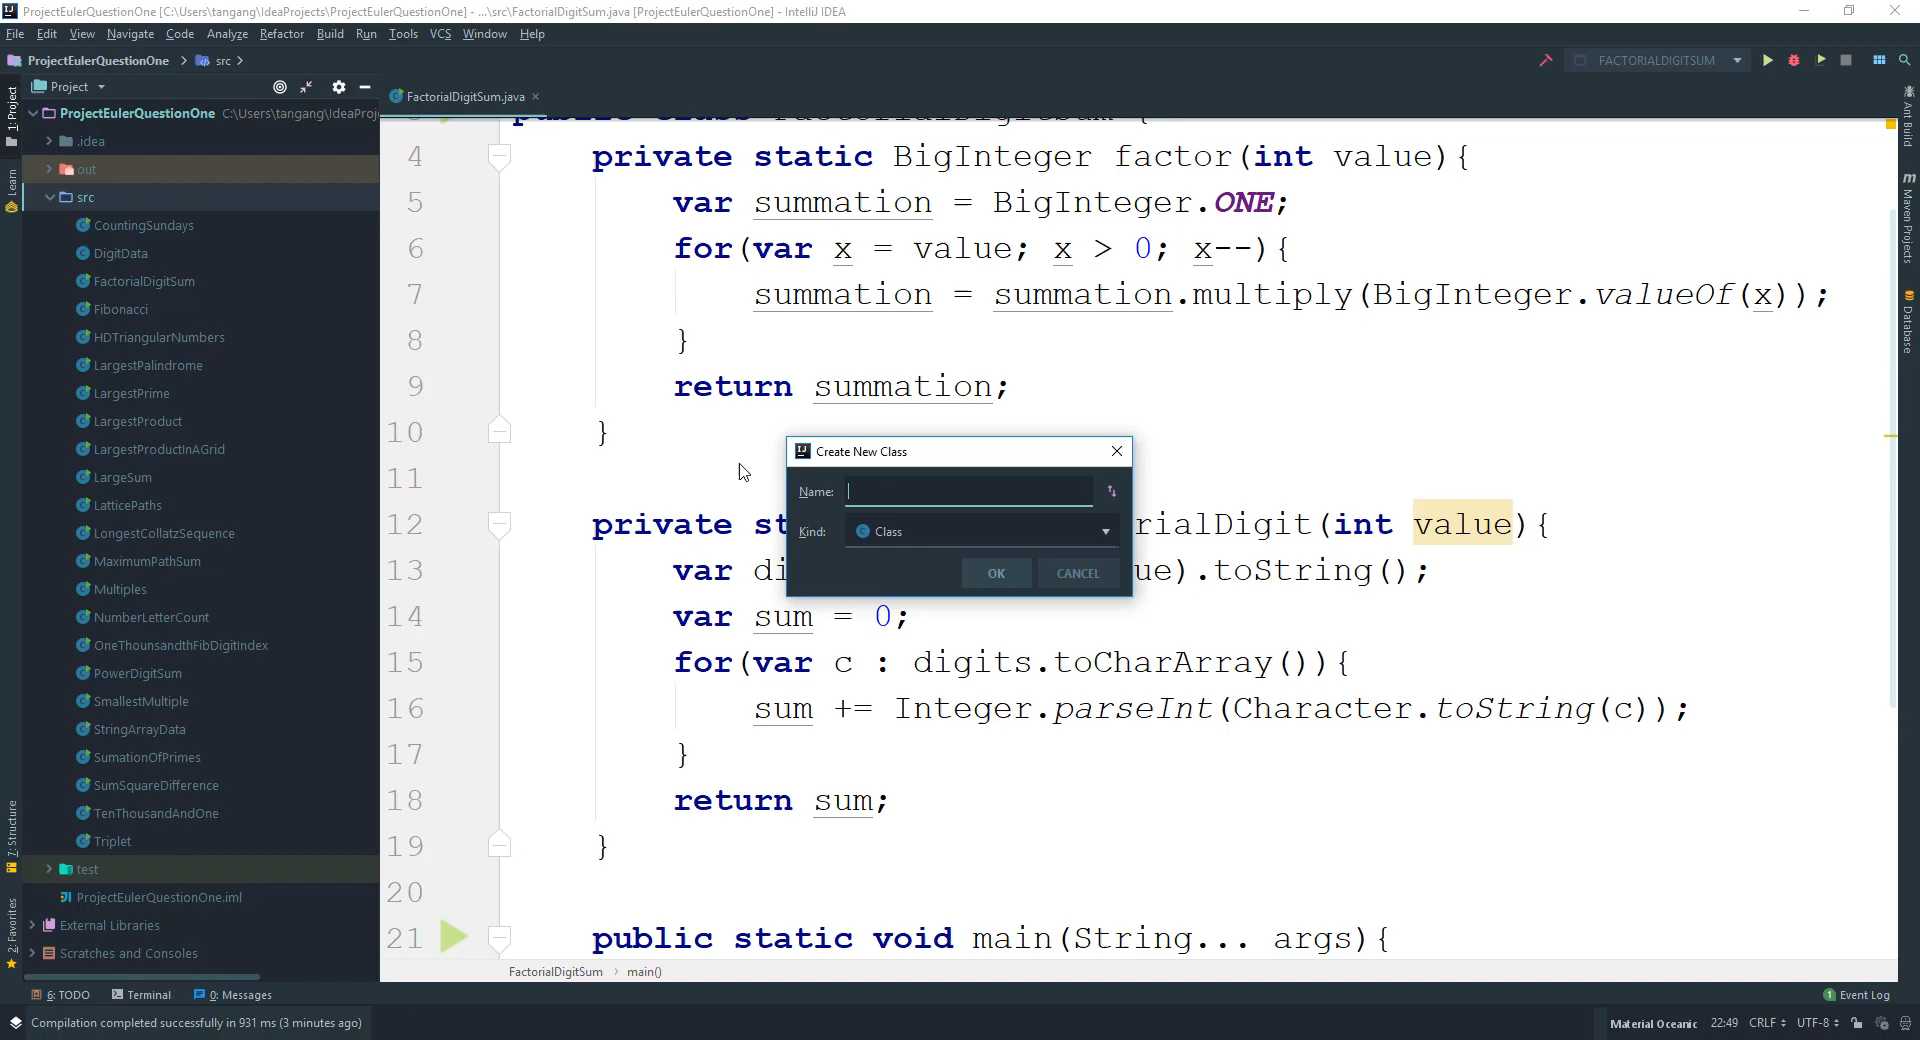 ProjectEulerQuestionOne [C:\Users\tangang\IdeaProjects\ProjectEulerQuestionOne] - ...\src\FactorialDigitSum.java [ProjectEulerQuestionOne] - IntelliJ IDEA
File Edit View Navigate Code Analyze Refactor Build Run Tools VCS Window Help
ProjectEulerQuestionOne src
FACTORIALDIGITSUM
Project
FactorialDigitSum.java
ProjectEulerQuestionOne C:\Users\tangang\IdeaProj
.idea
out
src
CountingSundays
DigitData
FactorialDigitSum
Fibonacci
HDTriangularNumbers
LargestPalindrome
LargestPrime
LargestProduct
LargestProductInAGrid
LargeSum
LatticePaths
LongestCollatzSequence
MaximumPathSum
Multiples
NumberLetterCount
OneThounsandthFibDigitIndex
PowerDigitSum
SmallestMultiple
StringArrayData
SumationOfPrimes
SumSquareDifference
TenThousandAndOne
Triplet
test
ProjectEulerQuestionOne.iml
External Libraries
Scratches and Consoles
1: Project
Learn
7: Structure
2: Favorites
public class FactorialDigitSum {
4 private static BigInteger factor(int value){
5 var summation = BigInteger.ONE;
6 for(var x = value; x > 0; x--){
7 summation = summation.multiply(BigInteger.valueOf(x));
8 }
9 return summation;
10 }
11
12 private st rialDigit(int value){
13 var di ue).toString();
14 var sum = 0;
15 for(var c : digits.toCharArray()){
16 sum += Integer.parseInt(Character.toString(c));
17 }
18 return sum;
19 }
20
21 public static void main(String... args){
Create New Class
Name:
Kind: Class
OK CANCEL
Ant Build
Maven Projects
Database
FactorialDigitSum main()
6: TODO Terminal 0: Messages
1 Event Log
Compilation completed successfully in 931 ms (3 minutes ago)
Material Oceanic 22:49 CRLF UTF-8